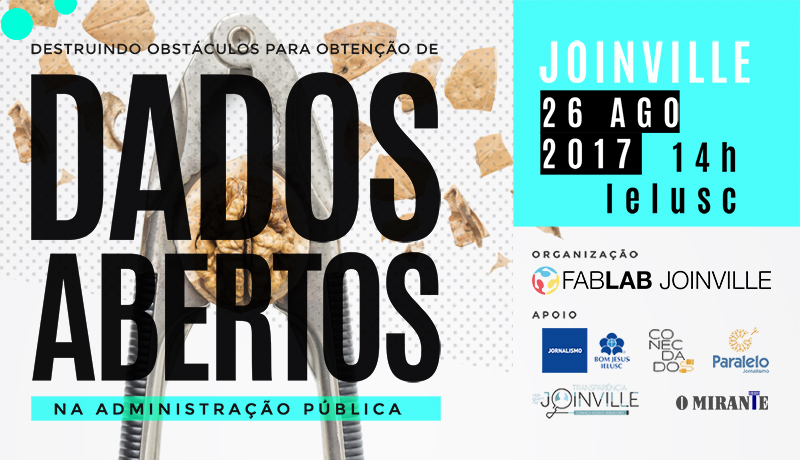 DESTRUINDO OBSTÁCULOS PARA OBTENÇÃO DE
DADOS
ABERTOS
NA ADMINISTRAÇÃO PÚBLICA
JOINVILLE
26 AGO
2017 14h
Ielusc
ORGANIZAÇÃO
FABLAB JOINVILLE
APOIO
JORNALISMO
BOM JESUS
IELUSC
CONECDADOS
Paralelo
Jornalismo
TRANSPARÊNCIA
JOINVILLE
O MIRANTE